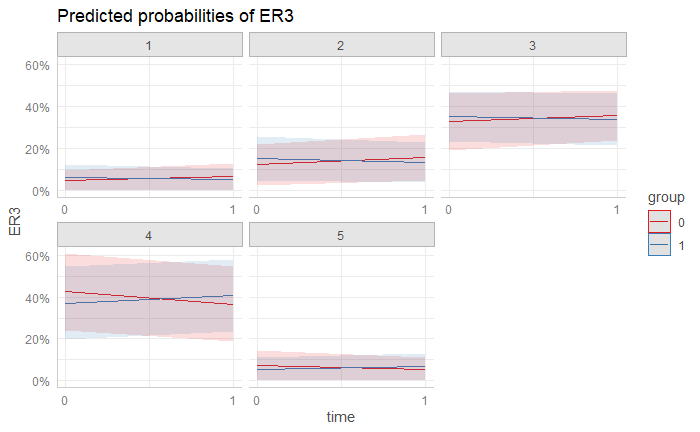 Predicted probabilities of ER3
1 2 3
60%
40%
20%
0%
0 1 0 1 0 1
4 5
60%
40%
20%
0%
0 1 0 1
ER3
time
group
0
1